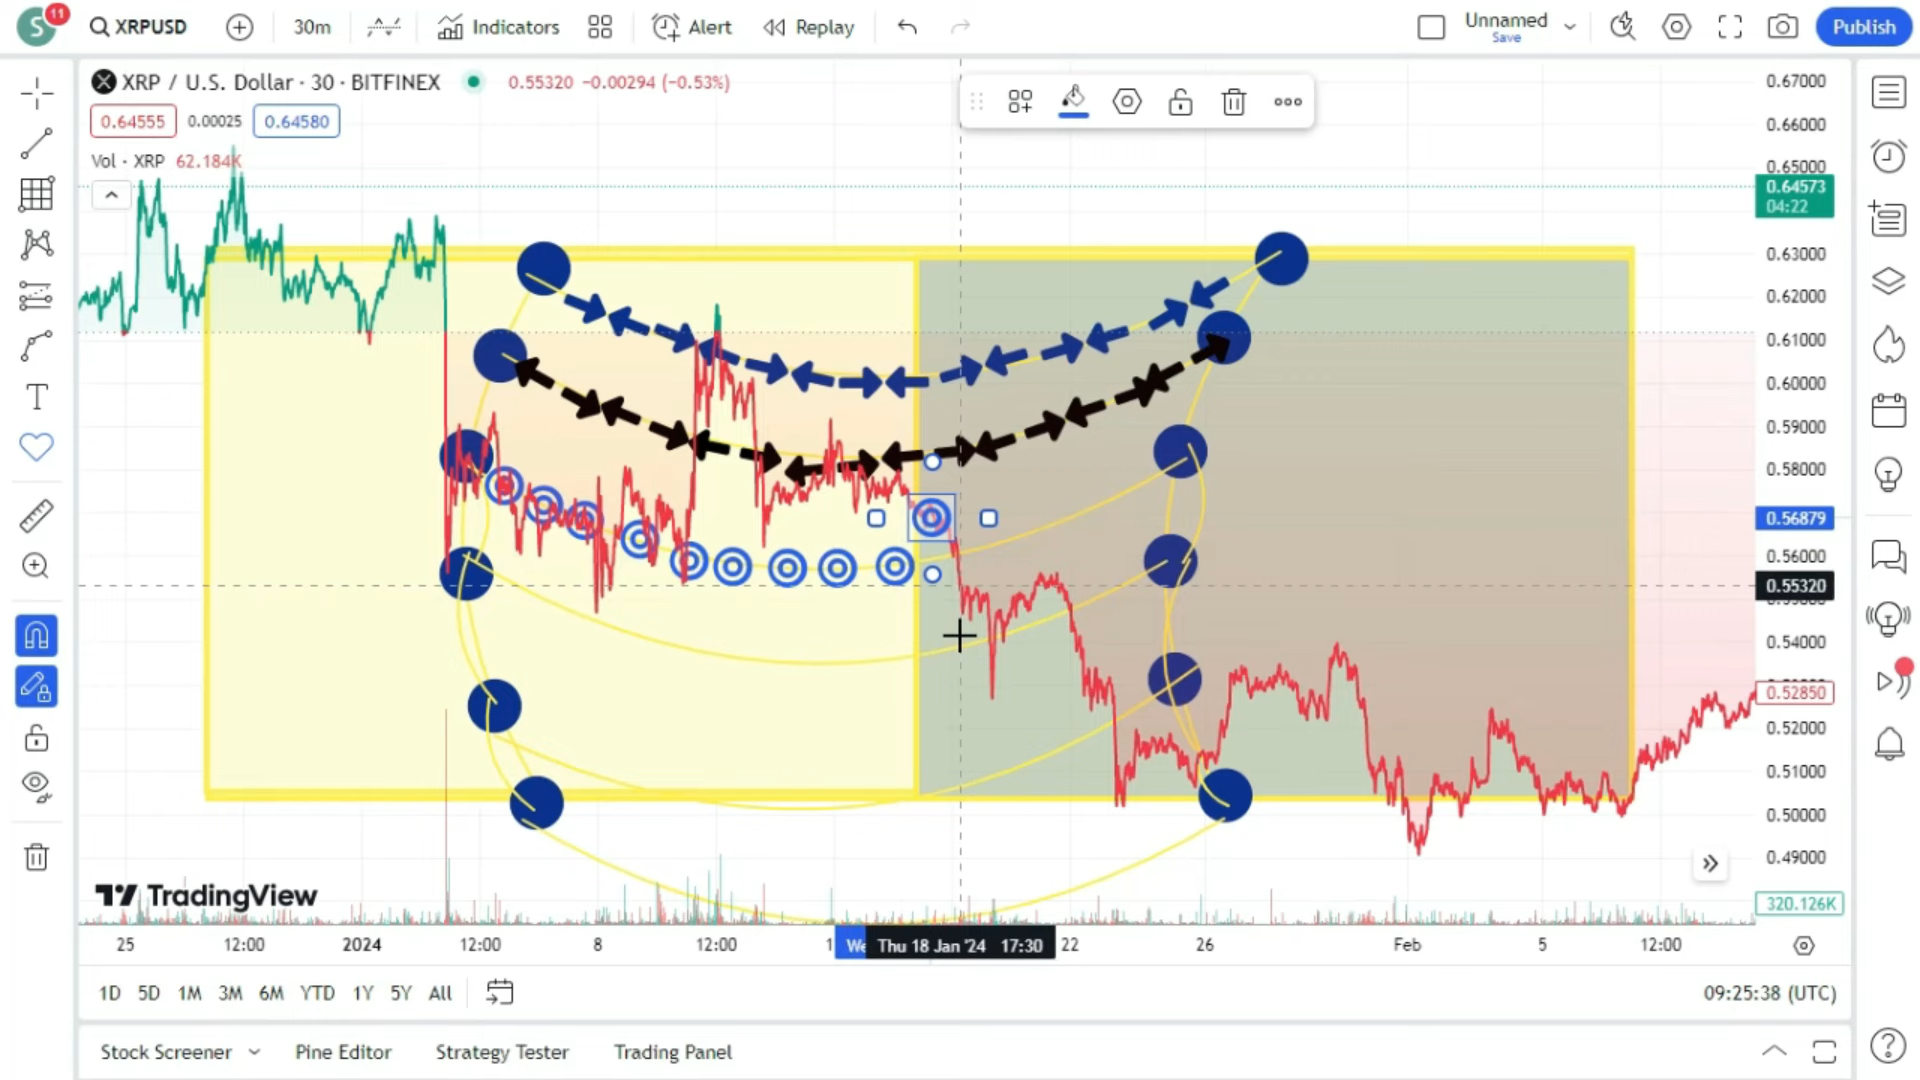 S 11 XRPUSD 30m Indicators Alert Replay Unnamed Save Publish
XRP / U.S. Dollar · 30 · BITFINEX 0.55320 −0.00294 (−0.53%)
0.64555 0.00025 0.64580
Vol · XRP 62.184K
0.67000
0.66000
0.65000
0.64573
04:22
0.63000
0.62000
0.61000
0.60000
0.59000
0.58000
0.56879
0.56000
0.55320
0.54000
0.52850
0.52000
0.51000
0.50000
0.49000
320.126K
TradingView
25 12:00 2024 12:00 8 12:00 1 We Thu 18 Jan '24 17:30 22 26 Feb 5 12:00
1D 5D 1M 3M 6M YTD 1Y 5Y All 09:25:38 (UTC)
Stock Screener Pine Editor Strategy Tester Trading Panel